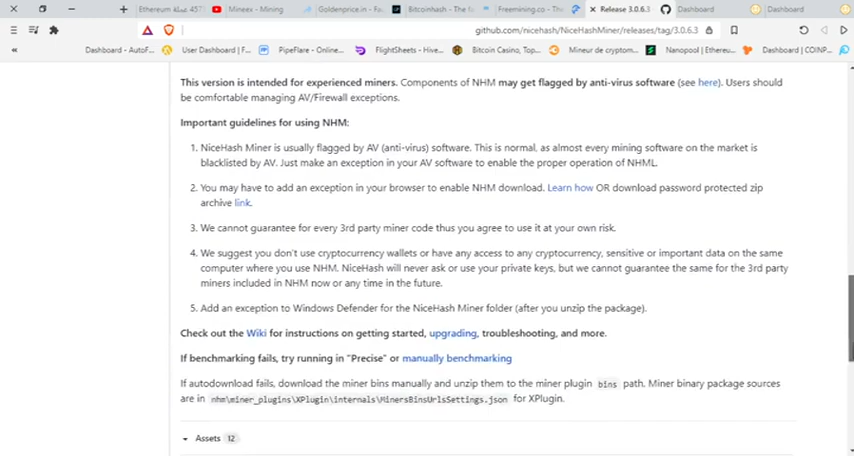 Ethereum 457
Mineex - Mining
Goldenprice.in - Fa
Bitcoinhash - The fa
Freemining.co - The
Release 3.0.6.3
Dashboard
Dashboard
github.com/nicehash/NiceHashMiner/releases/tag/3.0.6.3
Dashboard - AutoF...
User Dashboard | F...
PipeFlare - Online...
FlightSheets - Hive...
Bitcoin Casino, Top...
Mineur de cryptom...
Nanopool | Ethereu...
Dashboard | COINP...
This version is intended for experienced miners. Components of NHM may get flagged by anti-virus software (see here). Users should
be comfortable managing AV/Firewall exceptions.
Important guidelines for using NHM:
1. NiceHash Miner is usually flagged by AV (anti-virus) software. This is normal, as almost every mining software on the market is
blacklisted by AV. Just make an exception in your AV software to enable the proper operation of NHML.
2. You may have to add an exception in your browser to enable NHM download. Learn how OR download password protected zip
archive link.
3. We cannot guarantee for every 3rd party miner code thus you agree to use it at your own risk.
4. We suggest you don't use cryptocurrency wallets or have any access to any cryptocurrency, sensitive or important data on the same
computer where you use NHM. NiceHash will never ask or use your private keys, but we cannot guarantee the same for the 3rd party
miners included in NHM now or any time in the future.
5. Add an exception to Windows Defender for the NiceHash Miner folder (after you unzip the package).
Check out the Wiki for instructions on getting started, upgrading, troubleshooting, and more.
If benchmarking fails, try running in "Precise" or manually benchmarking
If autodownload fails, download the miner bins manually and unzip them to the miner plugin bins path. Miner binary package sources
are in nhm\miner_plugins\XPlugin\internals\MinersBinsUrlsSettings.json for XPlugin.
Assets 12